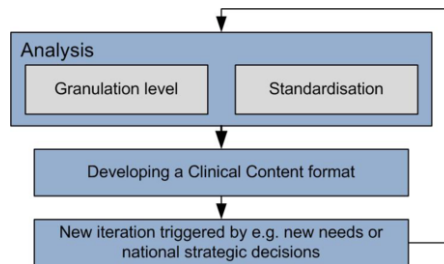 Analysis
Granulation level
Standardisation
Developing a Clinical Content format
New iteration triggered by e.g. new needs or
national strategic decisions